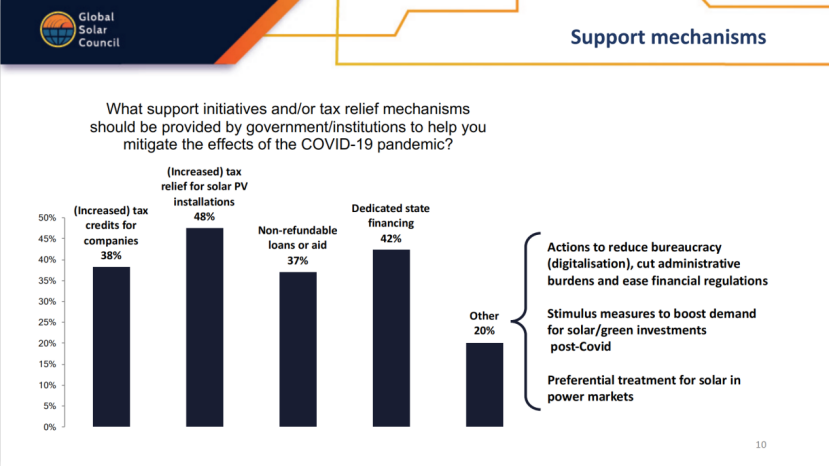 Global
Solar
Council
Support mechanisms
What support initiatives and/or tax relief mechanisms
should be provided by government/institutions to help you
mitigate the effects of the COVID-19 pandemic?
(Increased) tax
credits for
companies
38%
(Increased) tax
relief for solar PV
installations
48%
Non-refundable
loans or aid
37%
Dedicated state
financing
42%
Other
20%
50%
45%
40%
35%
30%
25%
20%
15%
10%
5%
0%
Actions to reduce bureaucracy
(digitalisation), cut administrative
burdens and ease financial regulations
Stimulus measures to boost demand
for solar/green investments
post-Covid
Preferential treatment for solar in
power markets
10